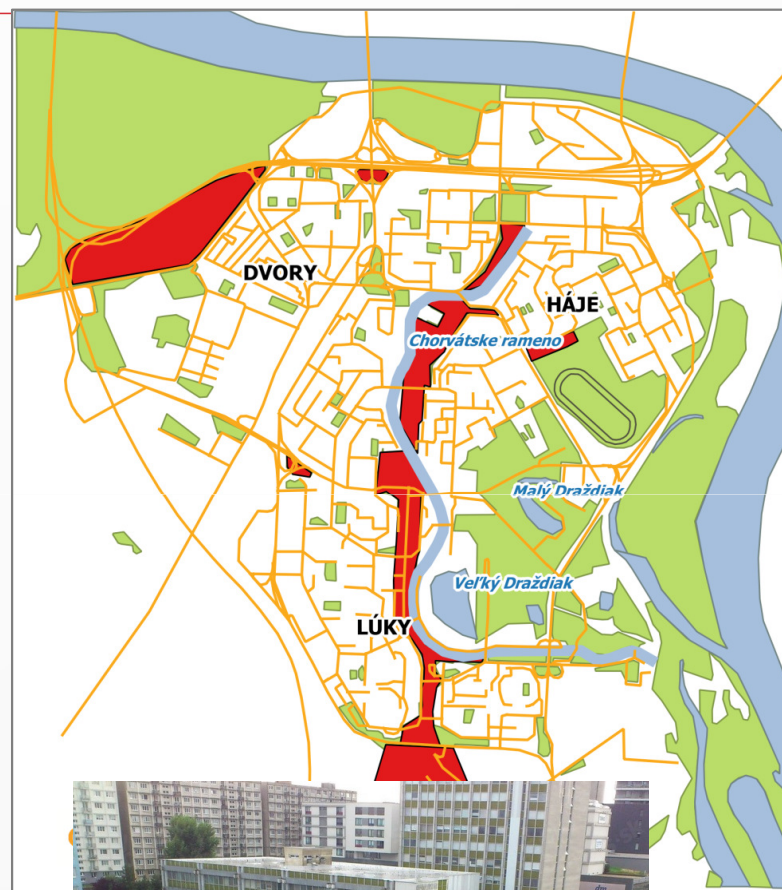 DVORY
HÁJE
Chorvátske rameno
Malý Draždiak
Veľký Draždiak
LÚKY